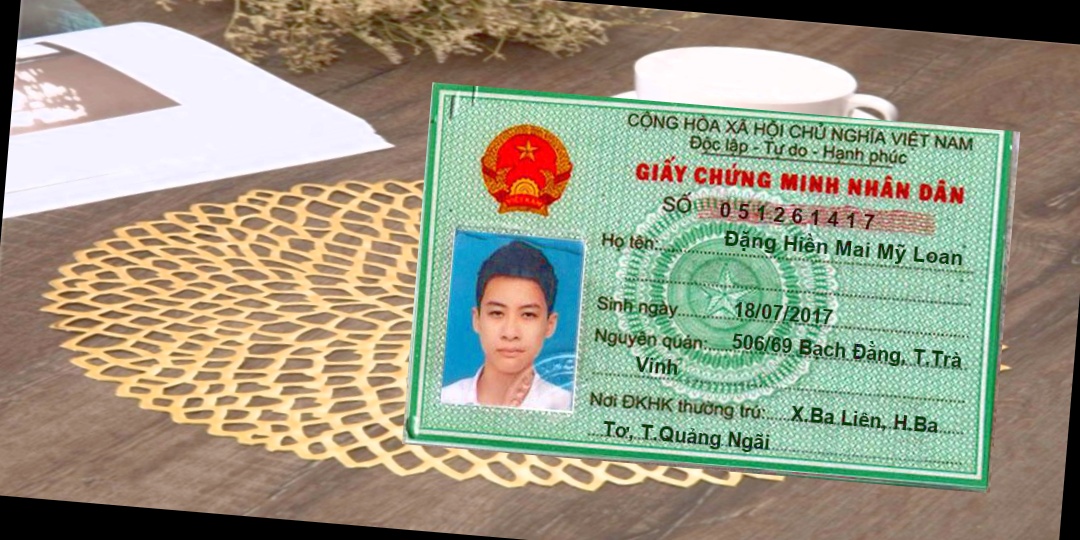 CỘNG HÒA XÃ HỘI CHỦ NGHĨA VIỆT NAM
Độc lập - Tự do - Hạnh phúc
GIẤY CHỨNG MINH NHÂN DÂN
SỐ 051261417
Họ tên: Đặng Hiền Mai Mỹ Loan
Sinh ngày 18/07/2017
Nguyên quán: 506/69 Bạch Đằng, T.Trà
Vinh
Nơi ĐKHK thường trú: X.Ba Liên, H.Ba
Tơ, T.Quảng Ngãi